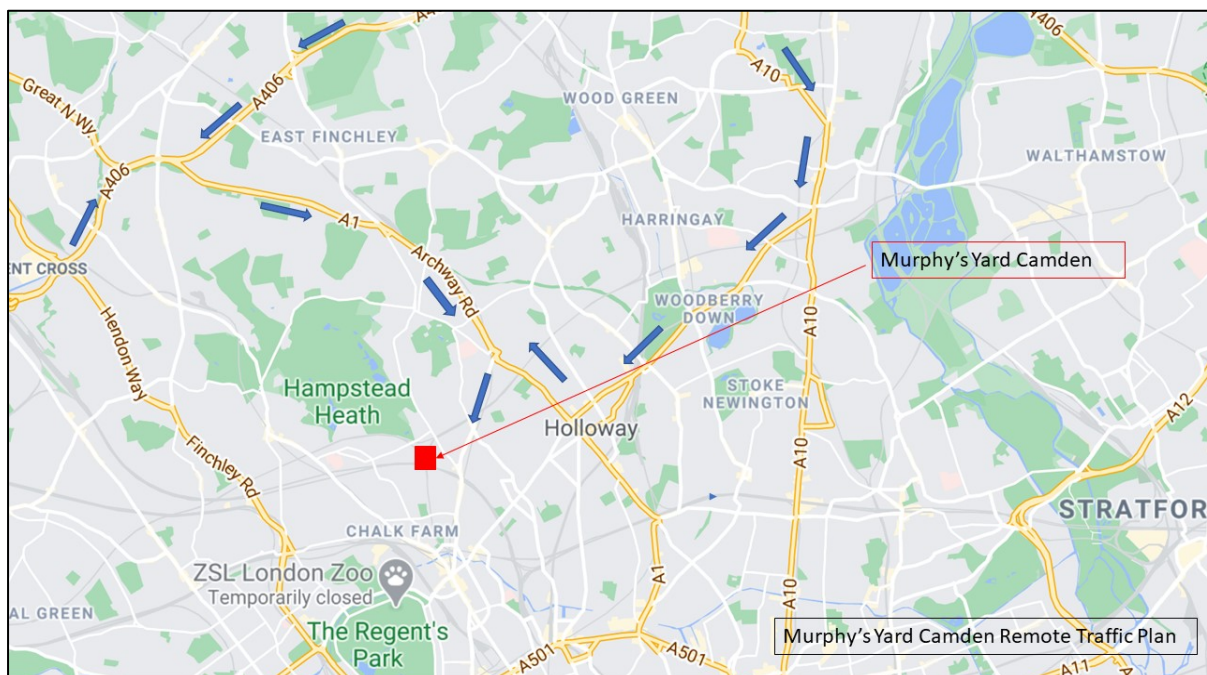 A4
A406
Great N Wy.
A406
EAST FINCHLEY
A406
WOOD GREEN
A10
Y406
WALTHAMSTOW
HARRINGAY
A1
Archway Rd
ENT CROSS
Murphy's Yard Camden
WOODBERRY
DOWN
A10
Hendon Way
Hampstead
Heath
STOKE
NEWINGTON
A12
Holloway
Finchley Rd
A10
STRATFOR
CHALK FARM
ZSL London Zoo
Temporarily closed
A1
A10
AL GREEN
The Regent's
Park
A501
A501
Murphy's Yard Camden Remote Traffic Plan
A11